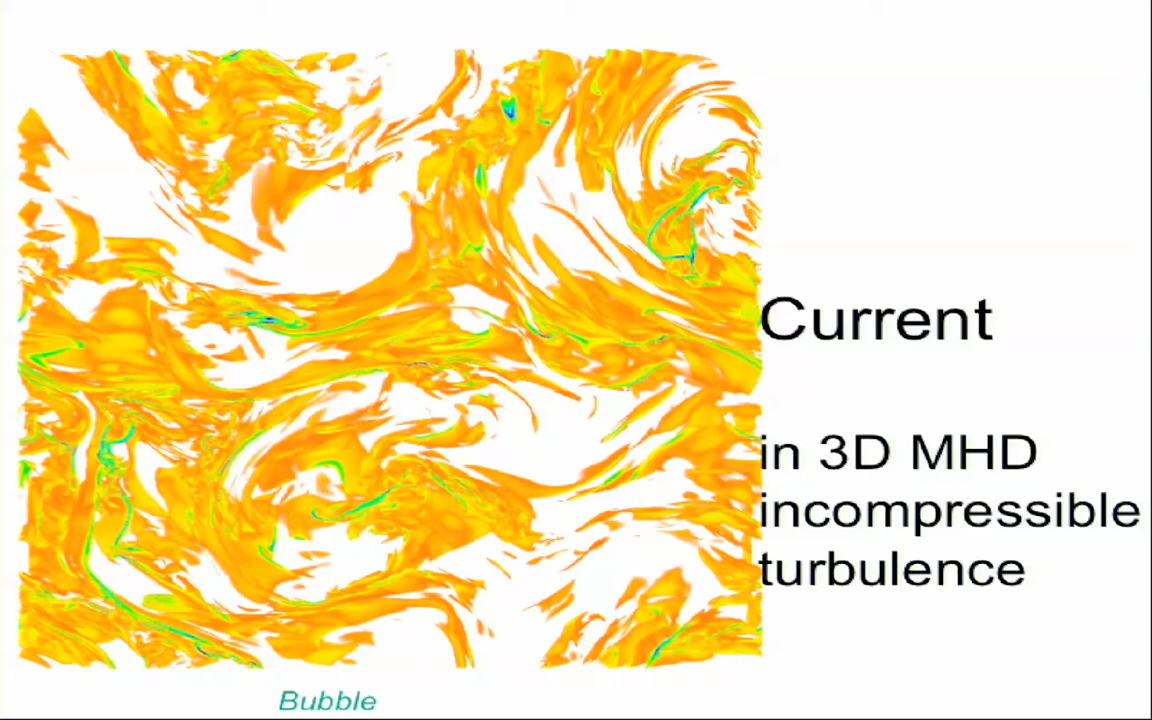 Current
in 3D MHD
incompressible
turbulence
Bubble